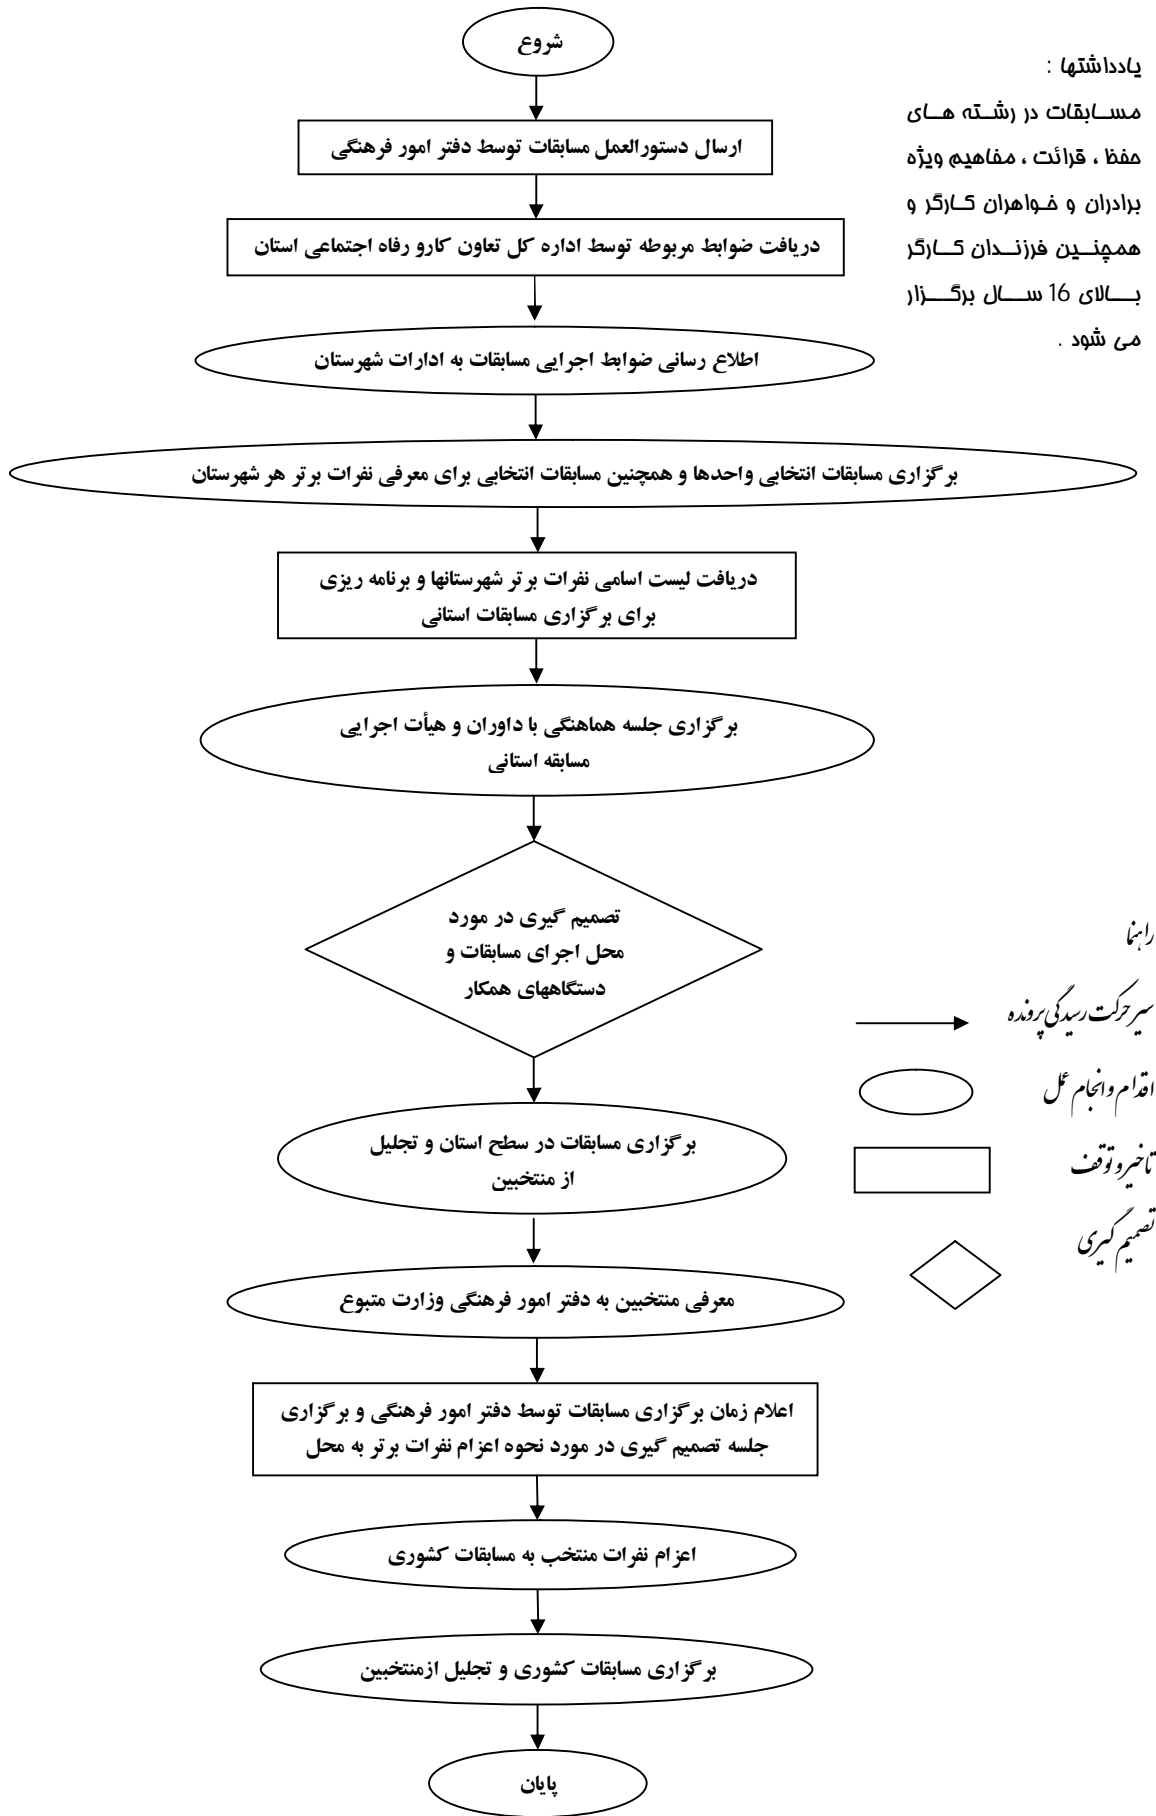 شروع
یادداشتها :
مسابقات در رشته های
حفظ ، قرائت ، مفاهیم ویژه
برادران و خواهران کارگر و
همچنین فرزندان کارگر
بالای 16 سال برگزار
می شود .
ارسال دستورالعمل مسابقات توسط دفتر امور فرهنگی
دریافت ضوابط مربوطه توسط اداره کل تعاون کارو رفاه اجتماعی استان
اطلاع رسانی ضوابط اجرایی مسابقات به ادارات شهرستان
برگزاری مسابقات انتخابی واحدها و همچنین مسابقات انتخابی برای معرفی نفرات برتر هر شهرستان
دریافت لیست اسامی نفرات برتر شهرستانها و برنامه ریزی
برای برگزاری مسابقات استانی
برگزاری جلسه هماهنگی با داوران و هیأت اجرایی
مسابقه استانی
تصمیم گیری در مورد
محل اجرای مسابقات و
دستگاههای همکار
راهنما
سیر حرکت رسیدگی پرونده
اقدام وانجام عمل
تاخیر و توقف
تصمیم گیری
برگزاری مسابقات در سطح استان و تجلیل
از منتخبین
معرفی منتخبین به دفتر امور فرهنگی وزارت متبوع
اعلام زمان برگزاری مسابقات توسط دفتر امور فرهنگی و برگزاری
جلسه تصمیم گیری در مورد نحوه اعزام نفرات برتر به محل
اعزام نفرات منتخب به مسابقات کشوری
برگزاری مسابقات کشوری و تجلیل ازمنتخبین
پایان